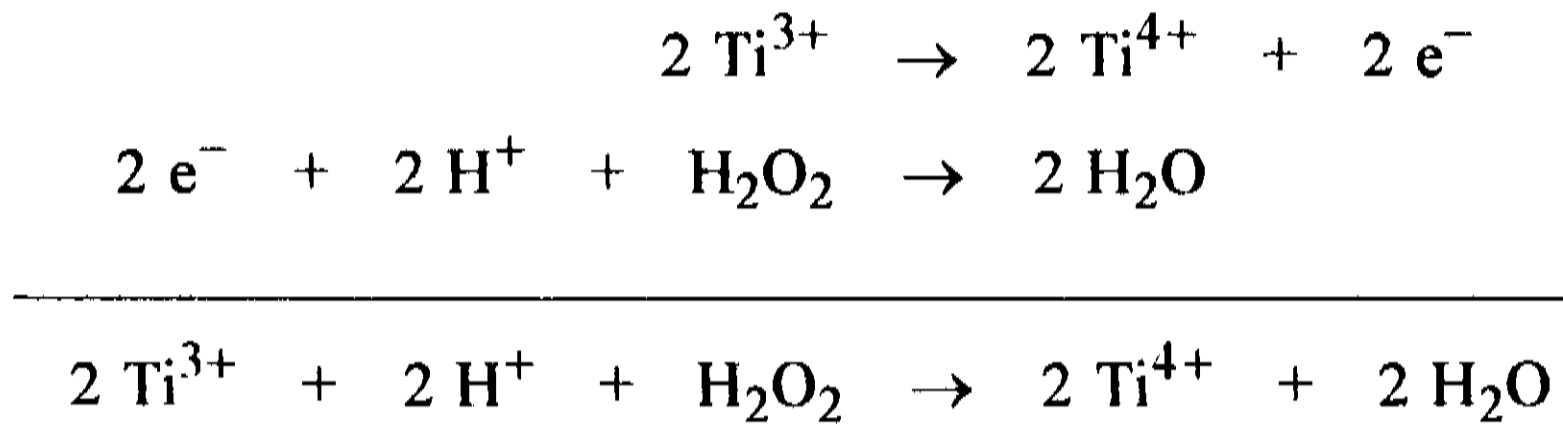 2 Ti³⁺ → 2 Ti⁴⁺ + 2 e⁻
2 e⁻ + 2 H⁺ + H₂O₂ → 2 H₂O
2 Ti³⁺ + 2 H⁺ + H₂O₂ → 2 Ti⁴⁺ + 2 H₂O